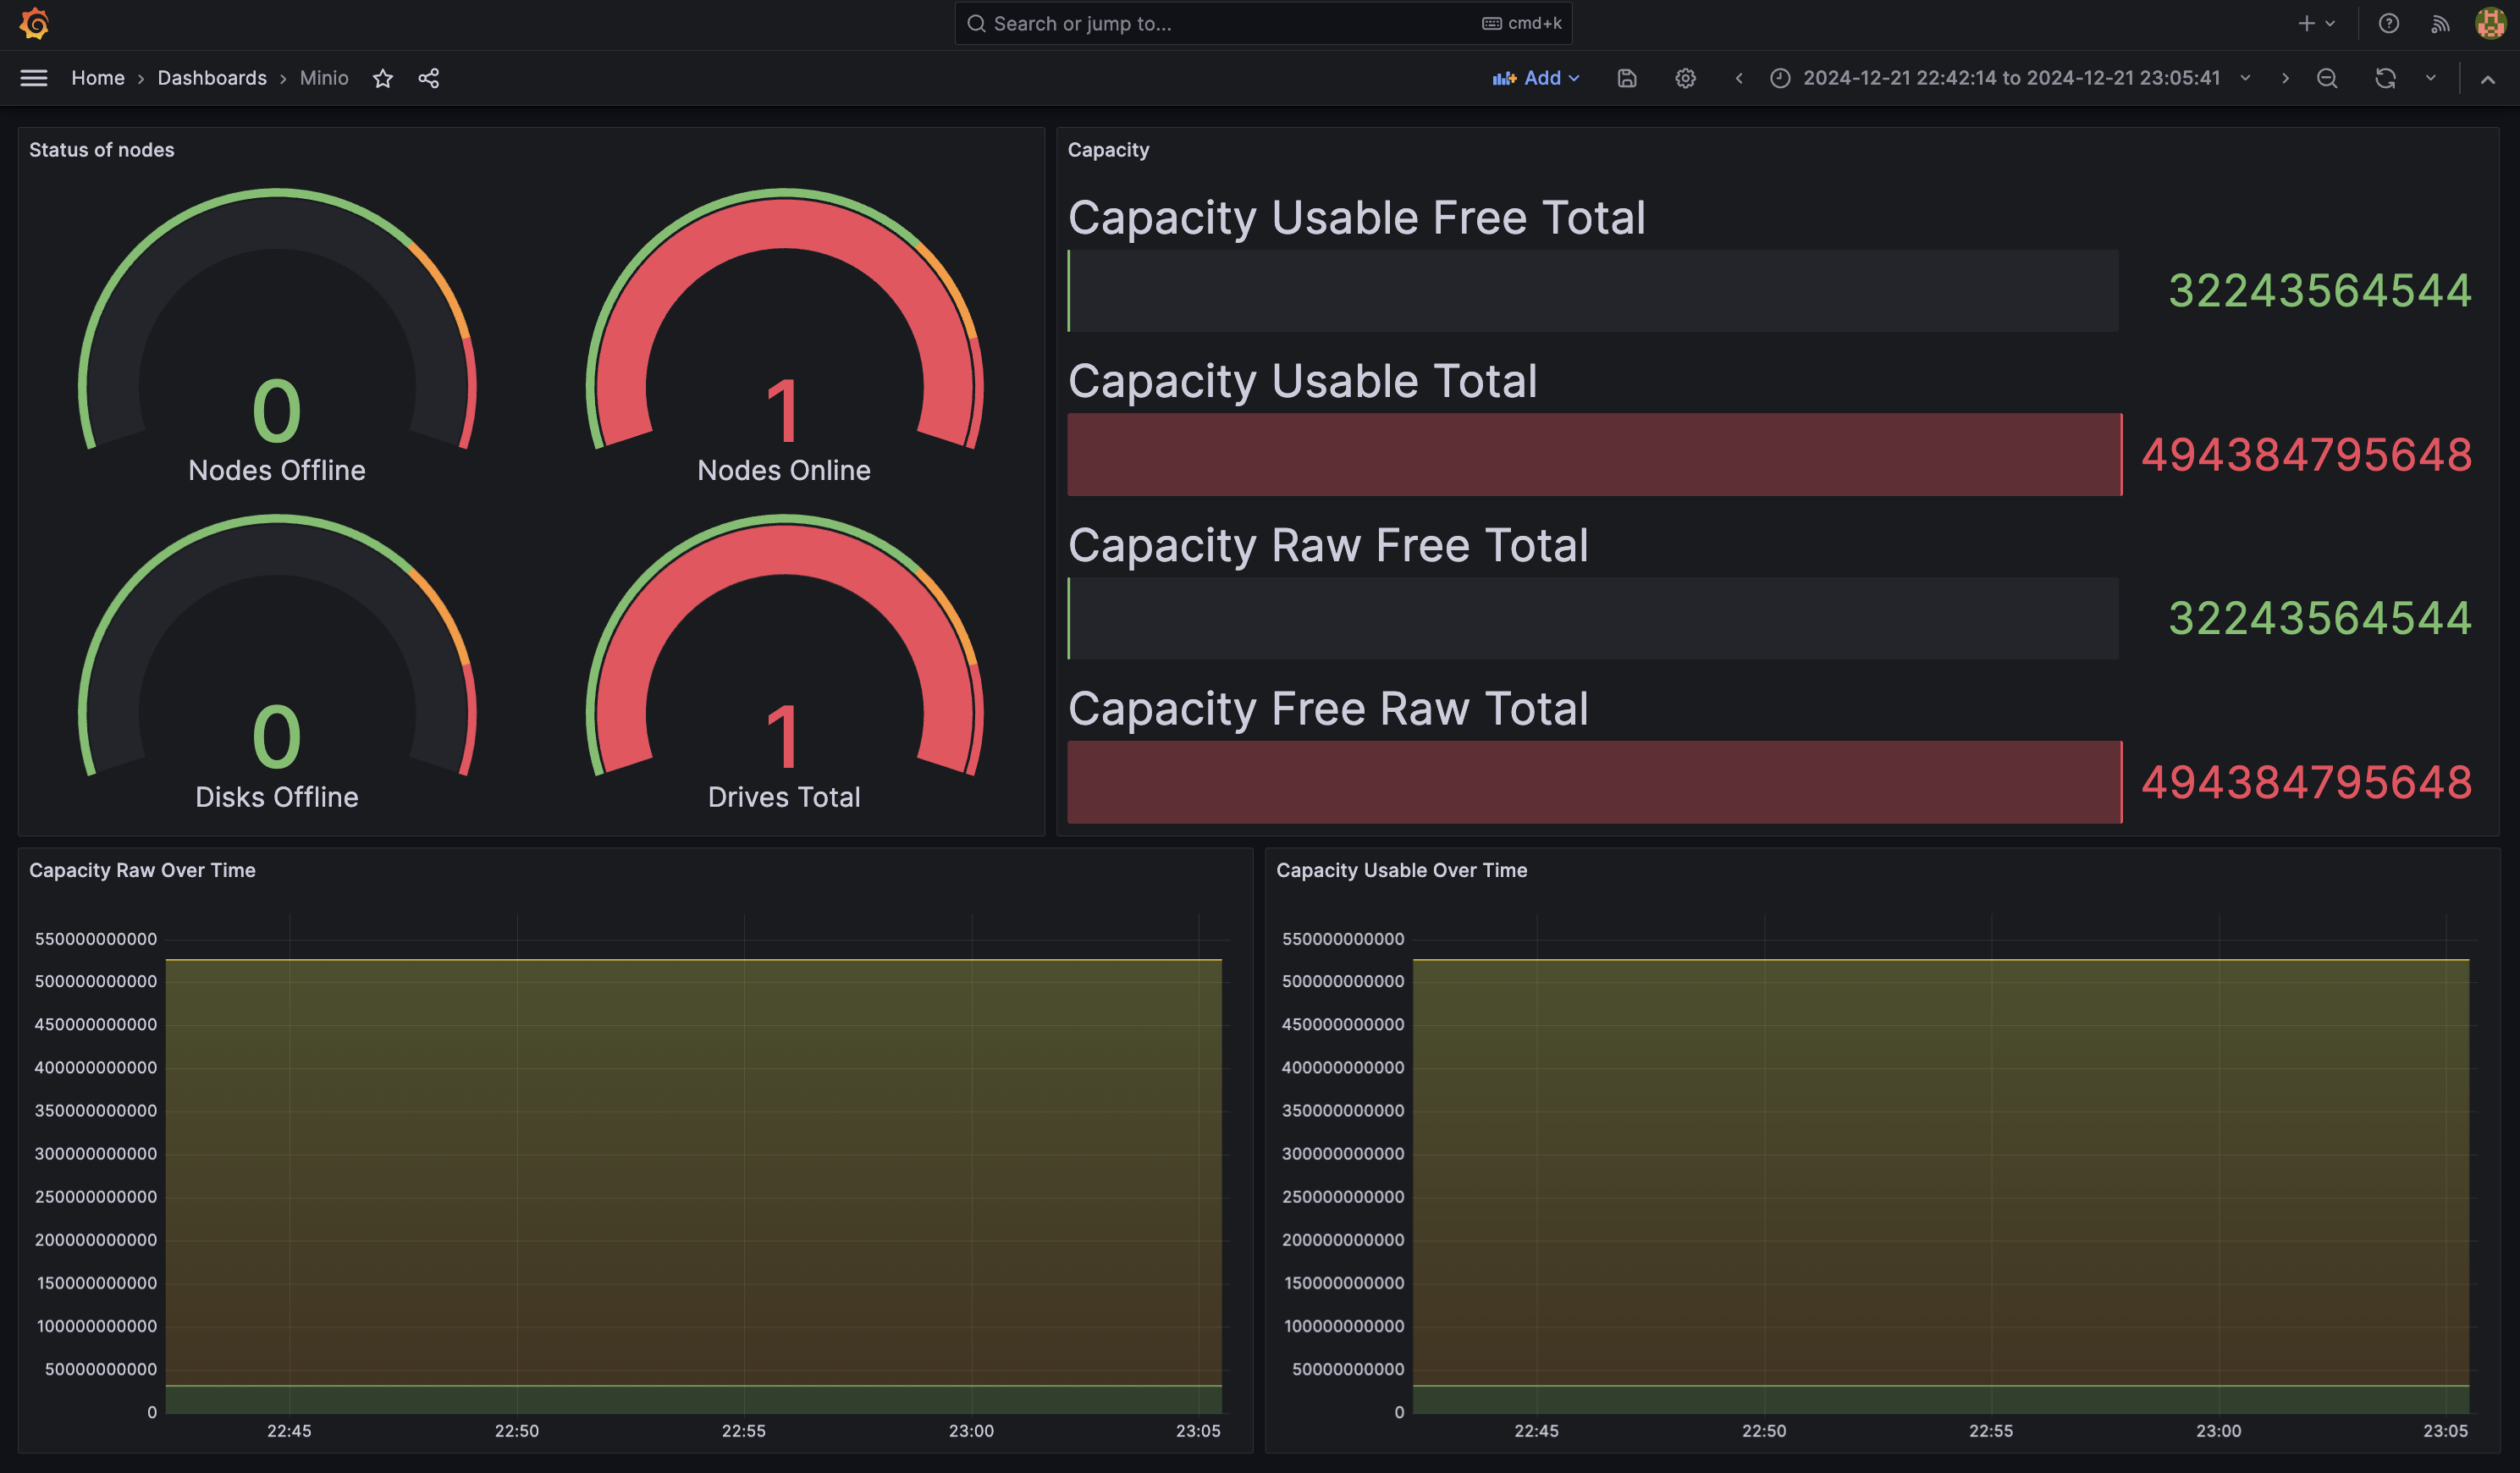 Search or jump to... cmd+k
Home › Dashboards › Minio Add 2024-12-21 22:42:14 to 2024-12-21 23:05:41
Status of nodes
0
Nodes Offline
1
Nodes Online
0
Disks Offline
1
Drives Total
Capacity
Capacity Usable Free Total
32243564544
Capacity Usable Total
494384795648
Capacity Raw Free Total
32243564544
Capacity Free Raw Total
494384795648
Capacity Raw Over Time
550000000000
500000000000
450000000000
400000000000
350000000000
300000000000
250000000000
200000000000
150000000000
100000000000
50000000000
0
22:45 22:50 22:55 23:00 23:05
Capacity Usable Over Time
550000000000
500000000000
450000000000
400000000000
350000000000
300000000000
250000000000
200000000000
150000000000
100000000000
50000000000
0
22:45 22:50 22:55 23:00 23:05